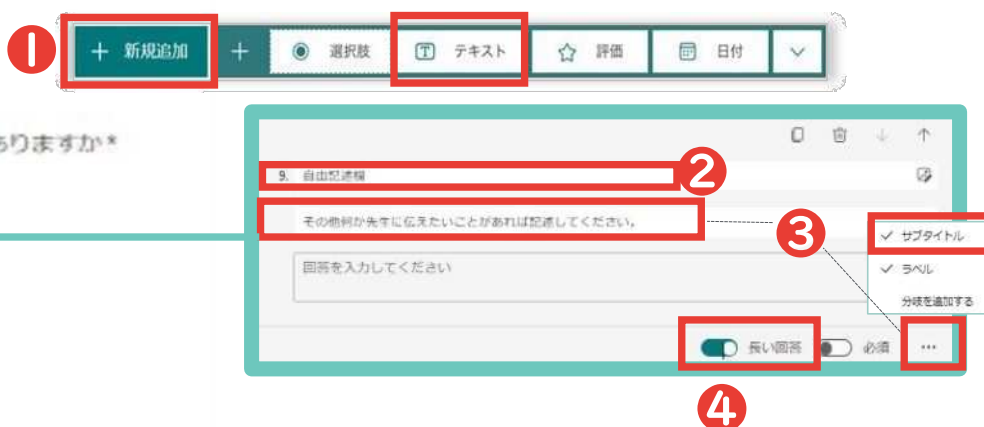 1
+ 新規追加 + 選択肢 テキスト 評価 日付
ありますか*
9. 自由記述欄
2
その他何か先生に伝えたいことがあれば記述してください。
3
サブタイトル
ラベル
分岐を追加する
回答を入力してください
長い回答 必須 …
4